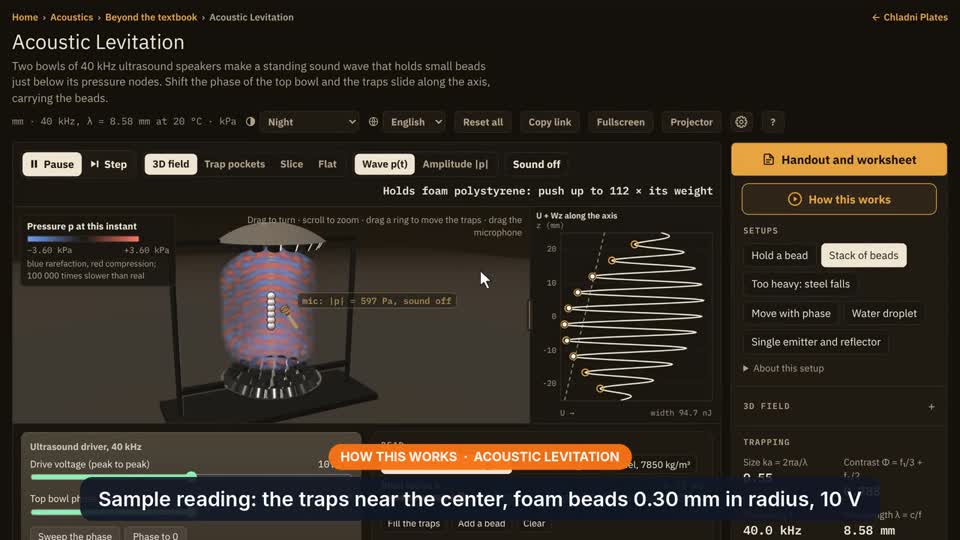 Home › Acoustics › Beyond the textbook › Acoustic Levitation
← Chladni Plates
Acoustic Levitation
Two bowls of 40 kHz ultrasound speakers make a standing sound wave that holds small beads
just below its pressure nodes. Shift the phase of the top bowl and the traps slide along the axis,
carrying the beads.
mm · 40 kHz, λ = 8.58 mm at 20 °C · kPa
Night
English
Reset all
Copy link
Fullscreen
Projector
?
Pause
Step
3D field
Trap pockets
Slice
Flat
Wave p(t)
Amplitude |p|
Sound off
Holds foam polystyrene: push up to 112 × its weight
Pressure p at this instant
−3.60 kPa
+3.60 kPa
blue rarefaction, red compression;
100 000 times slower than real
Drag to turn · scroll to zoom · drag a ring to move the traps · drag the
microphone
mic: |p| = 597 Pa, sound off
U + Wz along the axis
z (mm)
20
10
0
-10
-20
U →
width 94.7 nJ
Handout and worksheet
How this works
SETUPS
Hold a bead
Stack of beads
Too heavy: steel falls
Move with phase
Water droplet
Single emitter and reflector
About this setup
3D FIELD
+
TRAPPING
Size ka = 2πa/λ
Contrast Φ = f₁/3 +
40.0 kHz
8.58 mm
Ultrasound driver, 40 kHz
Drive voltage (peak to peak)
Top bowl
Sweep the phase
Phase to 0
7850 kg/m³
Fill the traps
Add a bead
Clear
HOW THIS WORKS · ACOUSTIC LEVITATION
Sample reading: the traps near the center, foam beads 0.30 mm in radius, 10 V